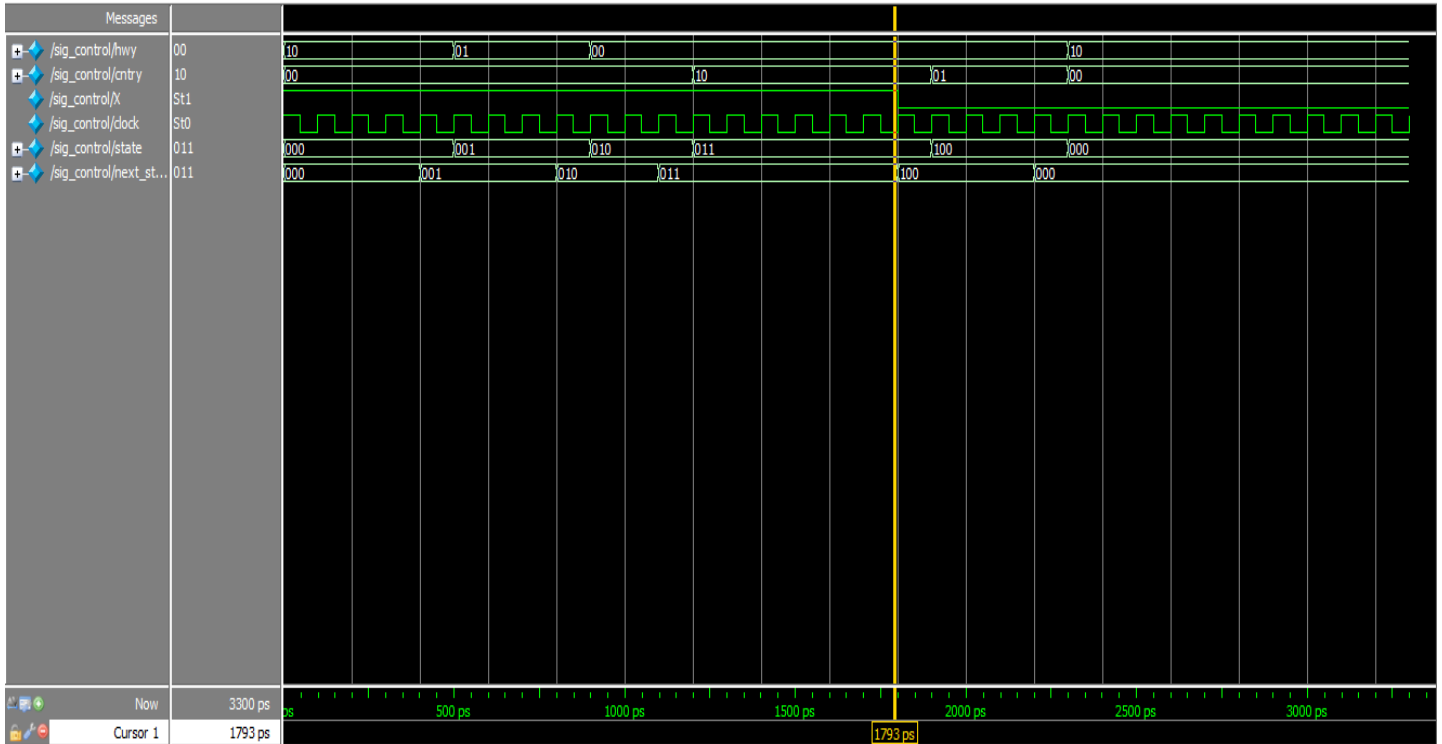 Messages
/sig_control/hwy 00 10 01 00 10
/sig_control/cntry 10 00 10 01 00
/sig_control/X St1
/sig_control/clock St0
/sig_control/state 011 000 001 010 011 100 000
/sig_control/next_st... 011 000 001 010 011 100 000
Now 3300 ps ps 500 ps 1000 ps 1500 ps 2000 ps 2500 ps 3000 ps
Cursor 1 1793 ps 1793 ps